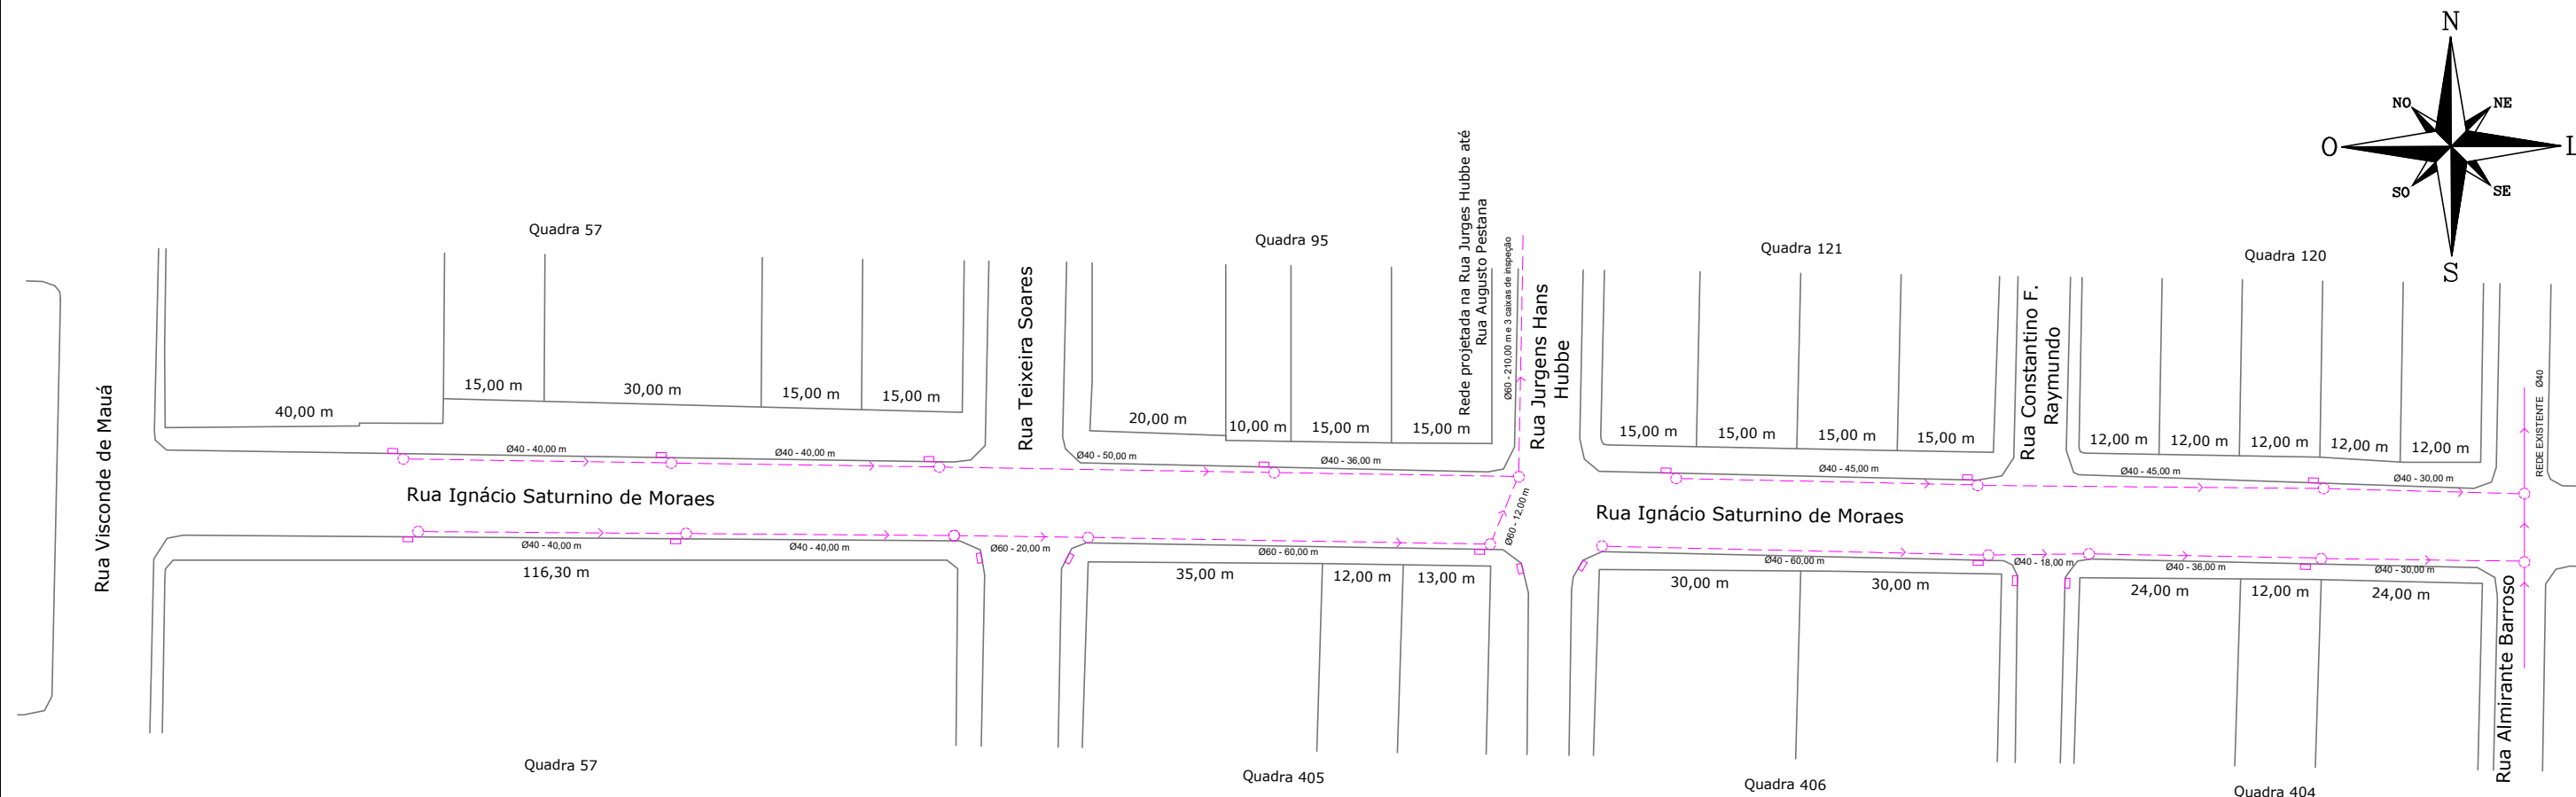 N
NO
NE
O
L
SO
SE
S
Quadra 57
Quadra 95
Quadra 121
Quadra 120
Rede projetada na Rua Jurges Hubbe até
Rua Augusto Pestana
Ø60 - 210,00 m e 3 caixas de inspeção
Rua Visconde de Mauá
Rua Teixeira Soares
Rua Jurgens Hans
Hubbe
Rua Constantino F.
Raymundo
REDE EXISTENTE Ø40
Rua Almirante Barroso
40,00 m
15,00 m
30,00 m
15,00 m
15,00 m
20,00 m
10,00 m
15,00 m
15,00 m
15,00 m
15,00 m
15,00 m
15,00 m
12,00 m
12,00 m
12,00 m
12,00 m
12,00 m
Ø40 - 40,00 m
Ø40 - 40,00 m
Ø40 - 50,00 m
Ø40 - 36,00 m
Ø40 - 45,00 m
Ø40 - 45,00 m
Ø40 - 30,00 m
Rua Ignácio Saturnino de Moraes
Rua Ignácio Saturnino de Moraes
Ø60 - 12,00 m
Ø40 - 40,00 m
Ø40 - 40,00 m
Ø60 - 20,00 m
Ø60 - 60,00 m
Ø40 - 60,00 m
Ø40 - 18,00 m
Ø40 - 36,00 m
Ø40 - 30,00 m
116,30 m
35,00 m
12,00 m
13,00 m
30,00 m
30,00 m
24,00 m
12,00 m
24,00 m
Quadra 57
Quadra 405
Quadra 406
Quadra 404